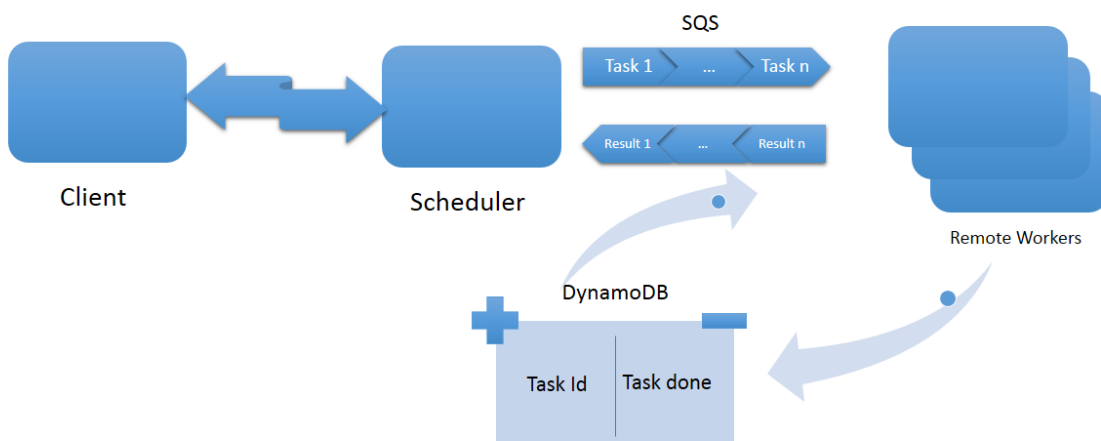 SQS
Task 1 ... Task n
Result 1 ... Result n
Client
Scheduler
Remote Workers
DynamoDB
Task Id Task done